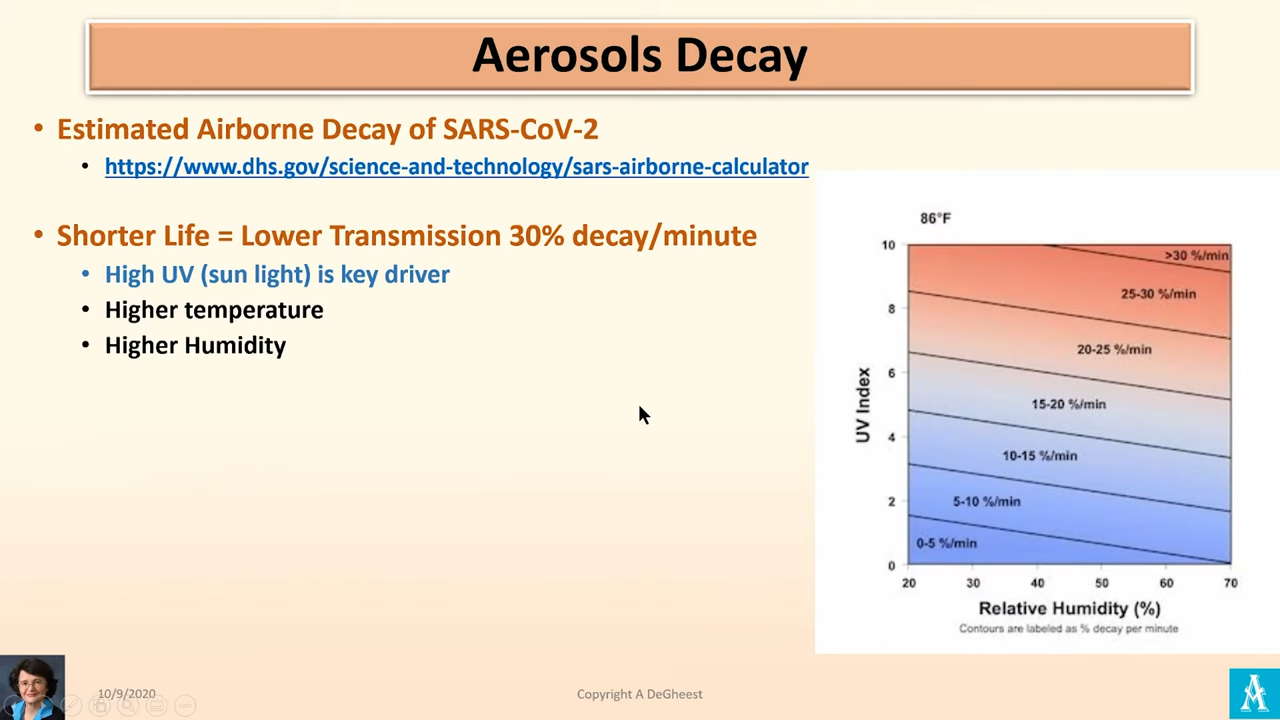 Aerosols Decay
• Estimated Airborne Decay of SARS-CoV-2
• https://www.dhs.gov/science-and-technology/sars-airborne-calculator
• Shorter Life = Lower Transmission 30% decay/minute
• High UV (sun light) is key driver
• Higher temperature
• Higher Humidity
86°F
10
>30 %/min
25-30 %/min
8
20-25 %/min
6
15-20 %/min
UV Index
4
10-15 %/min
2
5-10 %/min
0-5 %/min
0
20 30 40 50 60 70
Relative Humidity (%)
Contours are labeled as % decay per minute
10/9/2020
Copyright A DeGheest
A